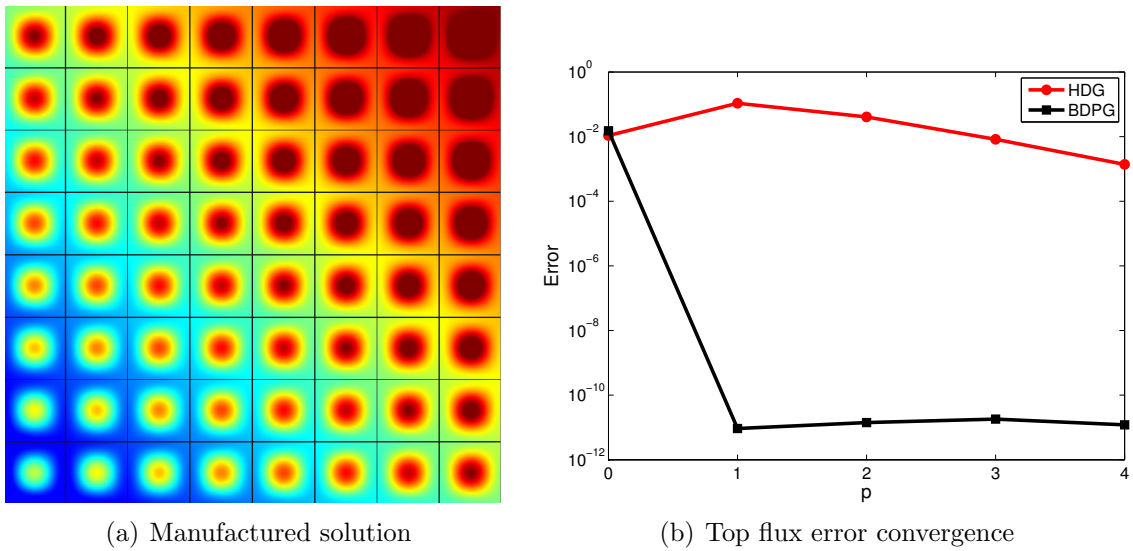 10^0
10^-2
10^-4
10^-6
10^-8
10^-10
10^-12
Error
HDG
BDPG
0 1 2 3 4
p
(a) Manufactured solution
(b) Top flux error convergence